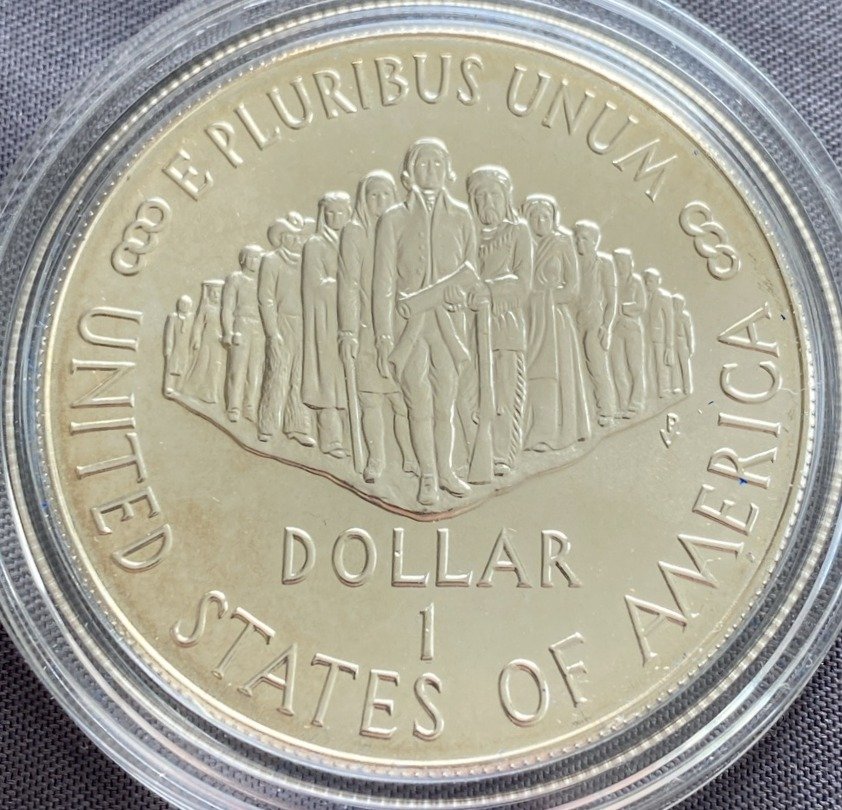 E PLURIBUS UNUM
DOLLAR
1
UNITED STATES OF AMERICA